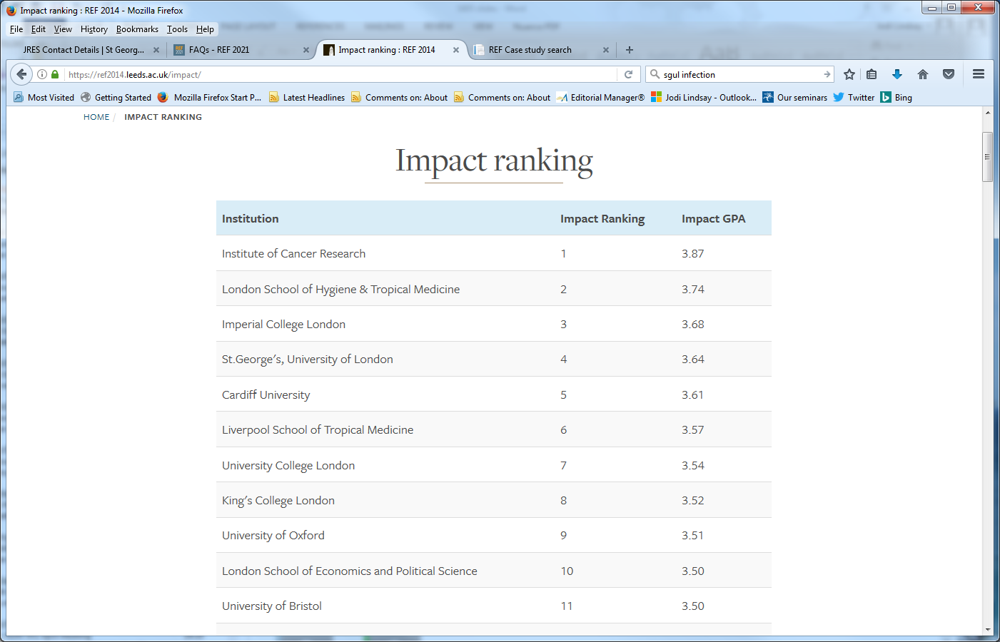 Impact ranking : REF 2014 - Mozilla Firefox
File Edit View History Bookmarks Tools Help
JRES Contact Details | St Georg... FAQs - REF 2021 Impact ranking : REF 2014 REF Case study search
https://ref2014.leeds.ac.uk/impact/ sgul infection
Most Visited Getting Started Mozilla Firefox Start P... Latest Headlines Comments on: About Comments on: About Editorial Manager® Jodi Lindsay - Outlook... Our seminars Twitter Bing
HOME / IMPACT RANKING
Impact ranking
Institution Impact Ranking Impact GPA
Institute of Cancer Research 1 3.87
London School of Hygiene & Tropical Medicine 2 3.74
Imperial College London 3 3.68
St.George's, University of London 4 3.64
Cardiff University 5 3.61
Liverpool School of Tropical Medicine 6 3.57
University College London 7 3.54
King's College London 8 3.52
University of Oxford 9 3.51
London School of Economics and Political Science 10 3.50
University of Bristol 11 3.50